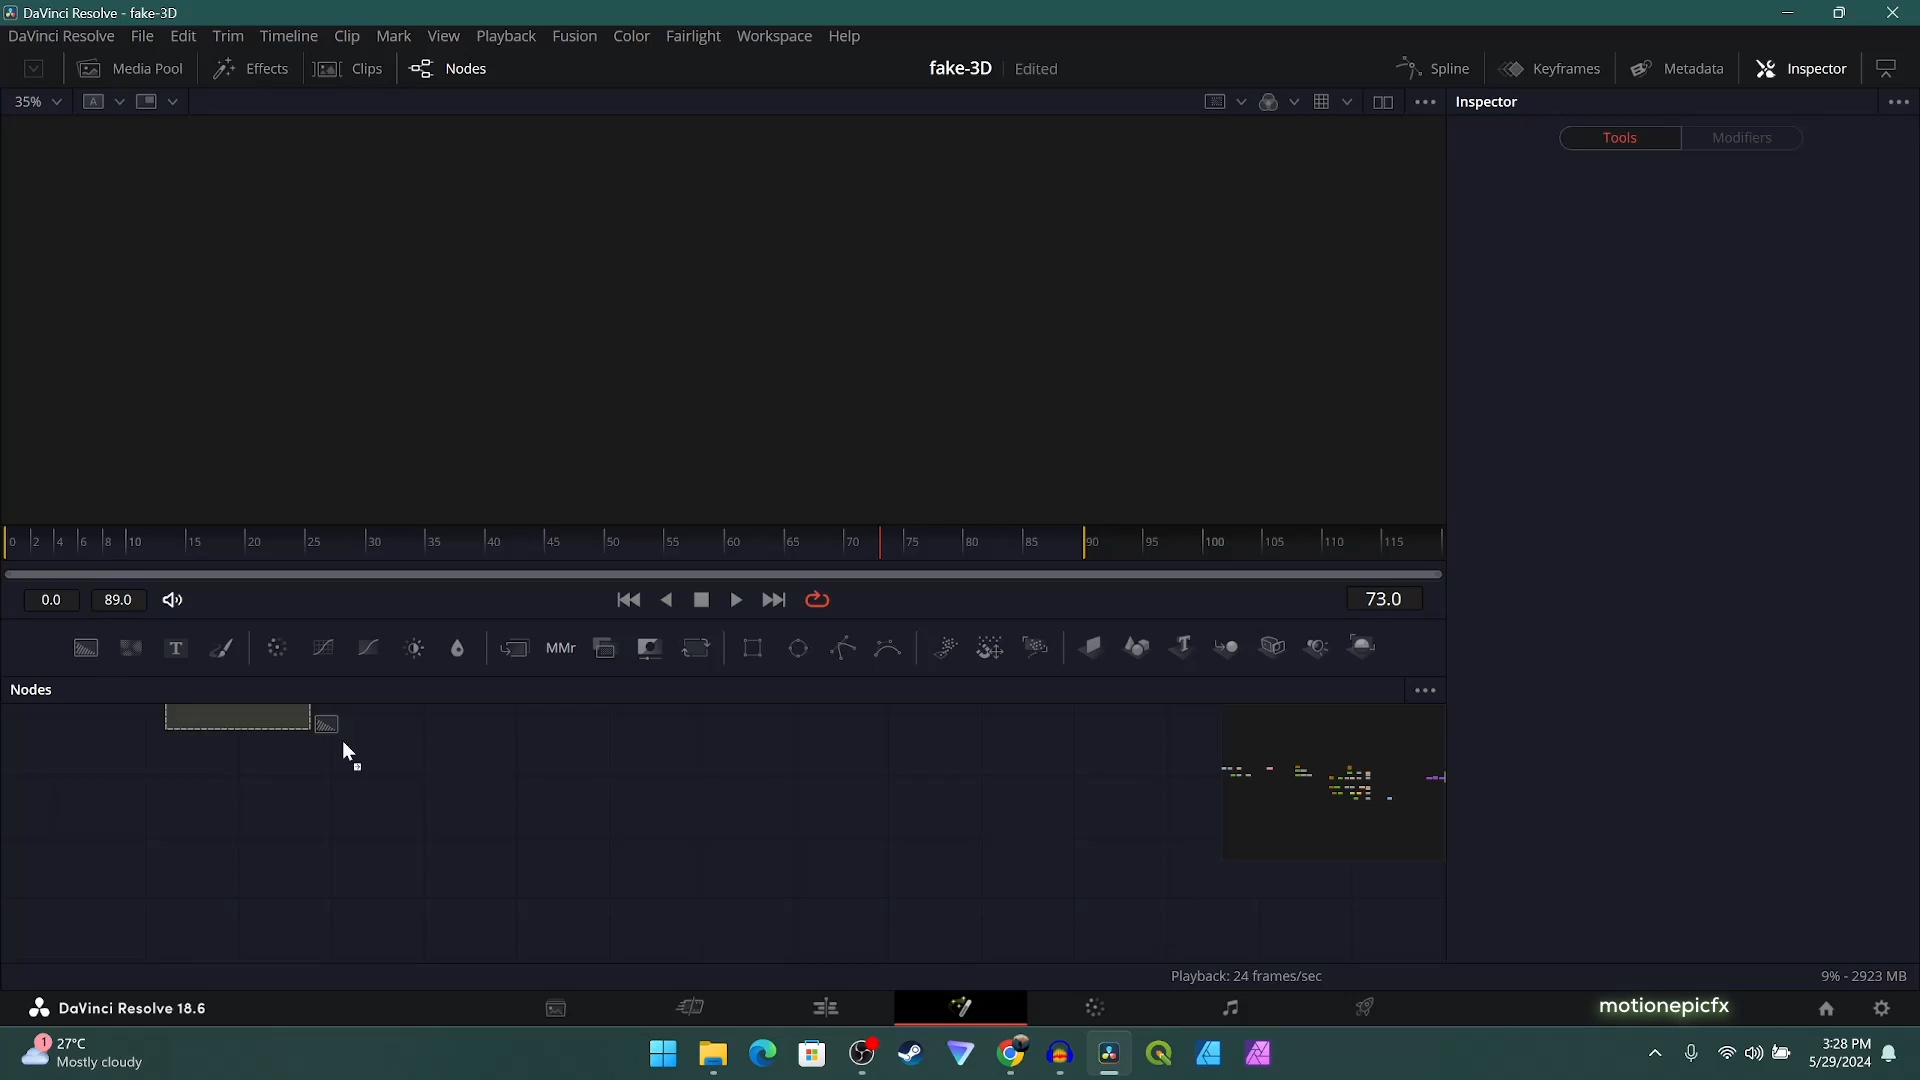 DaVinci Resolve - fake-3D
DaVinci Resolve File Edit Trim Timeline Clip Mark View Playback Fusion Color Fairlight Workspace Help
Media Pool Effects Clips Nodes fake-3D Edited Spline Keyframes Metadata Inspector
35% A Inspector
Tools Modifiers
0 2 4 6 8 10 15 20 25 30 35 40 45 50 55 60 65 70 75 80 85 90 95 100 105 110 115
0.0 89.0 73.0
T MMr T
Nodes
Playback: 24 frames/sec 9% - 2923 MB
DaVinci Resolve 18.6 motionepicfx
1 27°C 3:28 PM
Mostly cloudy 5/29/2024